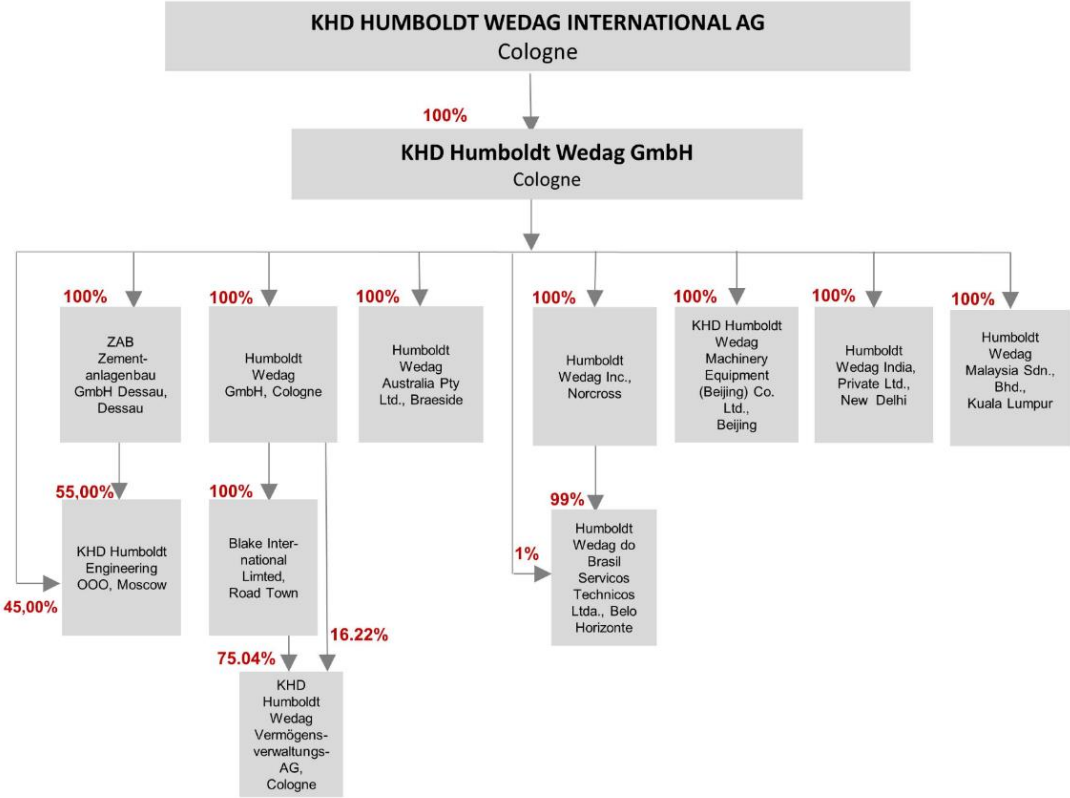 KHD HUMBOLDT WEDAG INTERNATIONAL AG
Cologne
100%
KHD Humboldt Wedag GmbH
Cologne
100%
ZAB
Zement-
anlagenbau
GmbH Dessau,
Dessau
100%
Humboldt
Wedag
GmbH, Cologne
100%
Humboldt
Wedag
Australia Pty
Ltd., Braeside
100%
Humboldt
Wedag Inc.,
Norcross
100%
KHD Humboldt
Wedag
Machinery
Equipment
(Beijing) Co.
Ltd.,
Beijing
100%
Humboldt
Wedag India,
Private Ltd.,
New Delhi
100%
Humboldt
Wedag
Malaysia Sdn.,
Bhd.,
Kuala Lumpur
55,00%
KHD Humboldt
Engineering
OOO, Moscow
45,00%
100%
Blake Inter-
national
Limted,
Road Town
99%
1%
Humboldt
Wedag do
Brasil
Servicos
Technicos
Ltda., Belo
Horizonte
75.04%
16.22%
KHD
Humboldt
Wedag
Vermögens-
verwaltungs-
AG,
Cologne